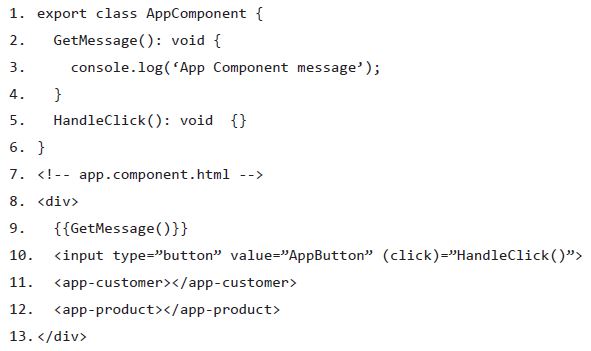 1. export class AppComponent {
2.   GetMessage(): void {
3.     console.log(‘App Component message’);
4.   }
5.   HandleClick(): void  {}
6. }
7. <!-- app.component.html -->
8. <div>
9.   {{GetMessage()}}
10.   <input type=”button” value=”AppButton” (click)=”HandleClick()”>
11.   <app-customer></app-customer>
12.   <app-product></app-product>
13. </div>